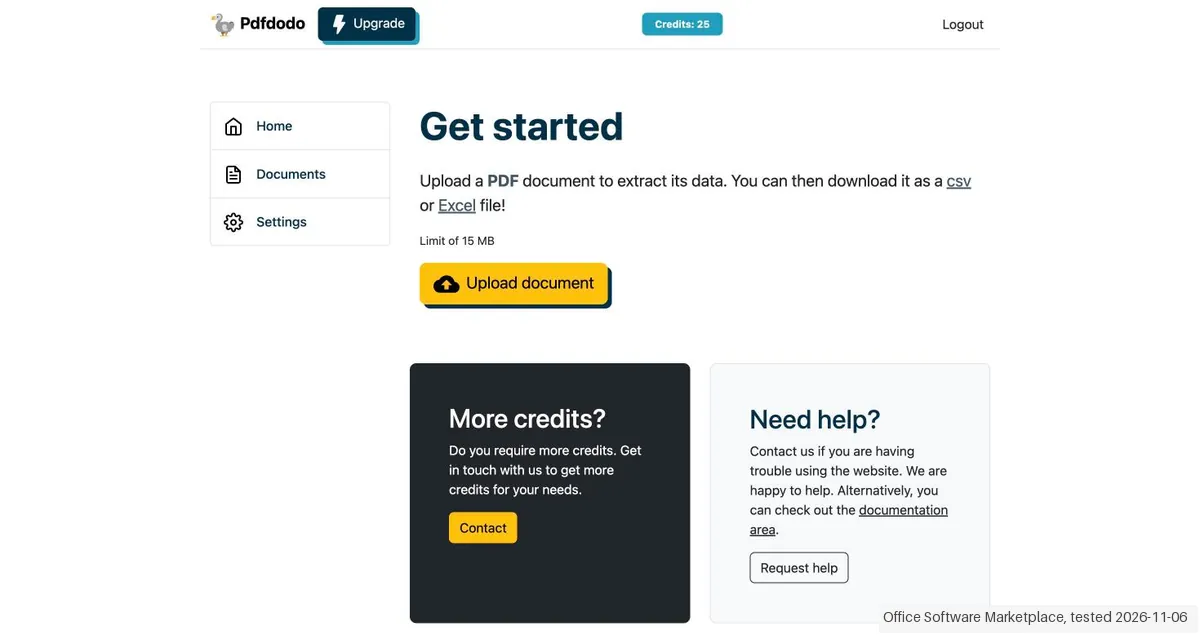 Pdfdodo
Upgrade
Credits: 25
Logout
Home
Documents
Settings
Get started
Upload a PDF document to extract its data. You can then download it as a csv
or Excel file!
Limit of 15 MB
Upload document
More credits?
Do you require more credits. Get
in touch with us to get more
credits for your needs.
Contact
Need help?
Contact us if you are having
trouble using the website. We are
happy to help. Alternatively, you
can check out the documentation
area.
Request help
Office Software Marketplace, tested 2026-11-06